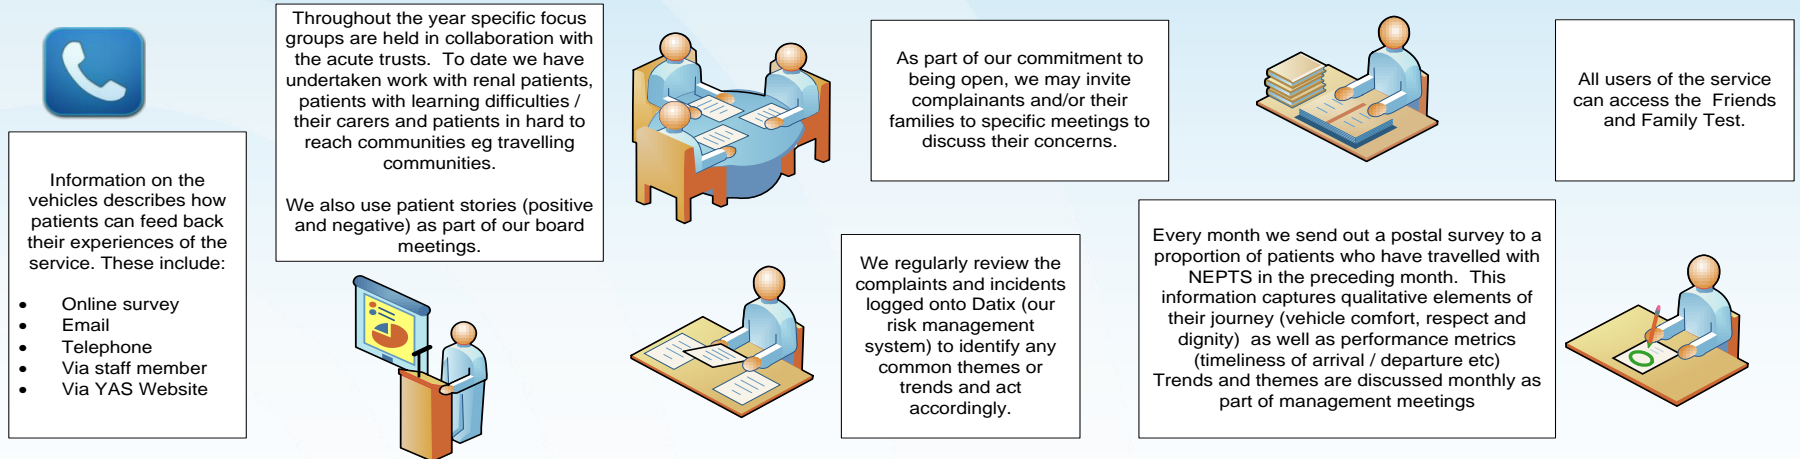 Information on the
vehicles describes how
patients can feed back
their experiences of the
service. These include:
• Online survey
• Email
• Telephone
• Via staff member
• Via YAS Website
Throughout the year specific focus
groups are held in collaboration with
the acute trusts. To date we have
undertaken work with renal patients,
patients with learning difficulties /
their carers and patients in hard to
reach communities eg travelling
communities.
We also use patient stories (positive
and negative) as part of our board
meetings.
As part of our commitment to
being open, we may invite
complainants and/or their
families to specific meetings to
discuss their concerns.
We regularly review the
complaints and incidents
logged onto Datix (our
risk management
system) to identify any
common themes or
trends and act
accordingly.
All users of the service
can access the Friends
and Family Test.
Every month we send out a postal survey to a
proportion of patients who have travelled with
NEPTS in the preceding month. This
information captures qualitative elements of
their journey (vehicle comfort, respect and
dignity) as well as performance metrics
(timeliness of arrival / departure etc)
Trends and themes are discussed monthly as
part of management meetings